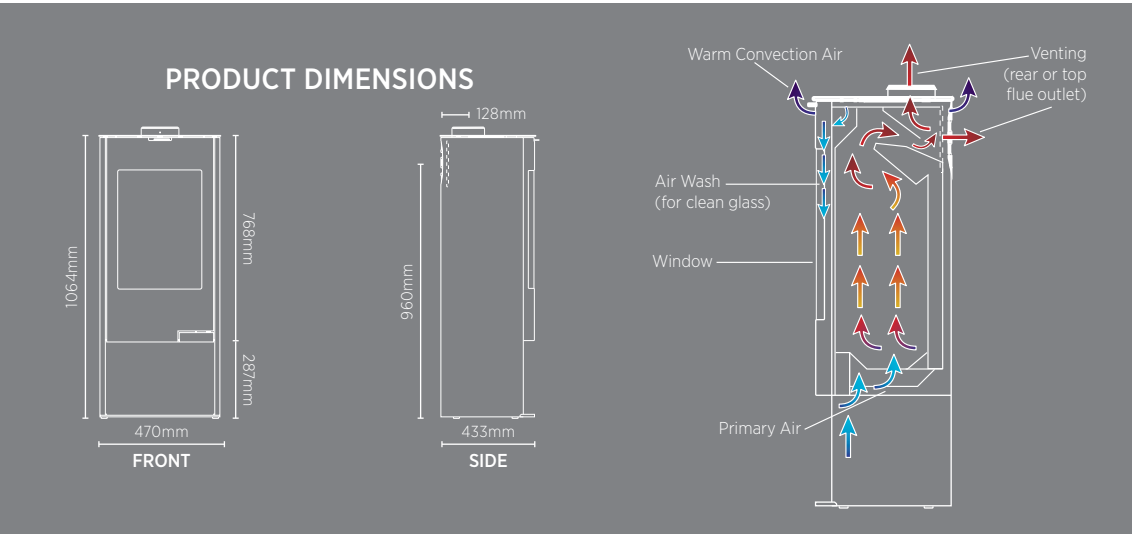 PRODUCT DIMENSIONS
1064mm
768mm
287mm
470mm
FRONT
128mm
960mm
433mm
SIDE
Warm Convection Air
Venting
(rear or top
flue outlet)
Air Wash
(for clean glass)
Window
Primary Air